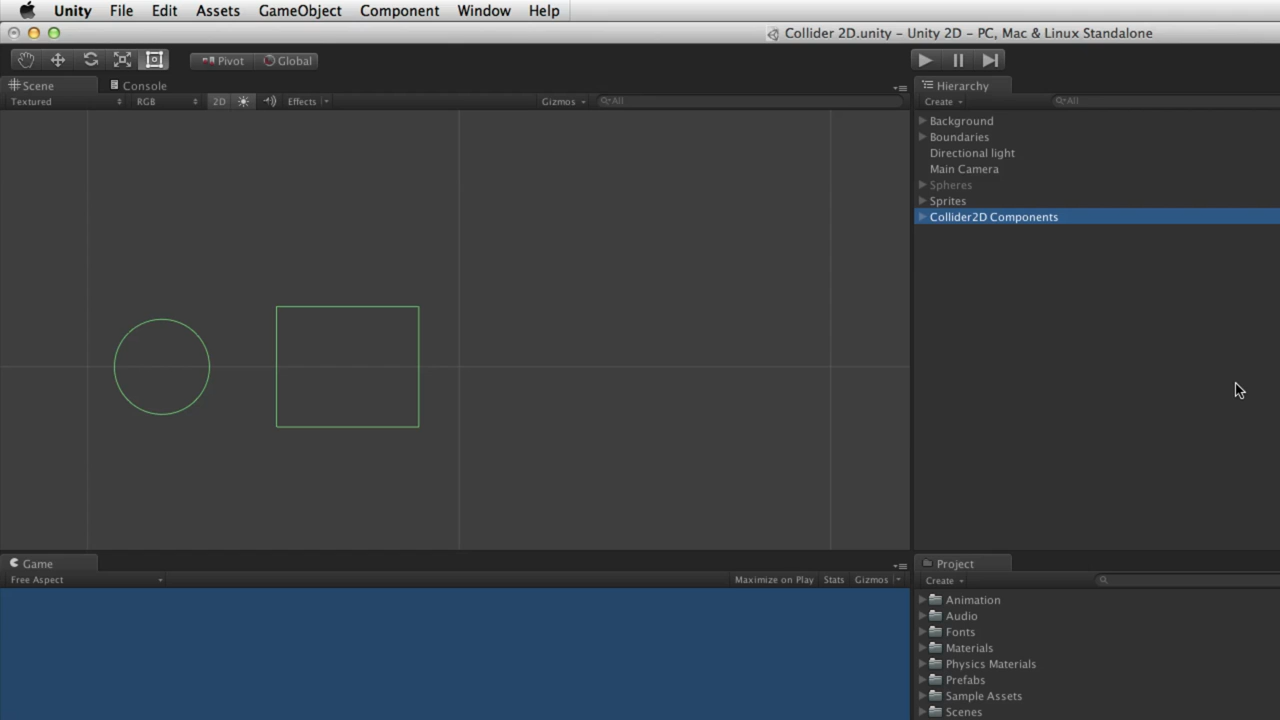 Unity File Edit Assets GameObject Component Window Help
Collider 2D.unity – Unity 2D – PC, Mac & Linux Standalone
Pivot Global
Scene Console
Textured RGB 2D Effects Gizmos All
Hierarchy
Create All
Background
Boundaries
Directional light
Main Camera
Spheres
Sprites
Collider2D Components
Game
Free Aspect Maximize on Play Stats Gizmos
Project
Create
Animation
Audio
Fonts
Materials
Physics Materials
Prefabs
Sample Assets
Scenes